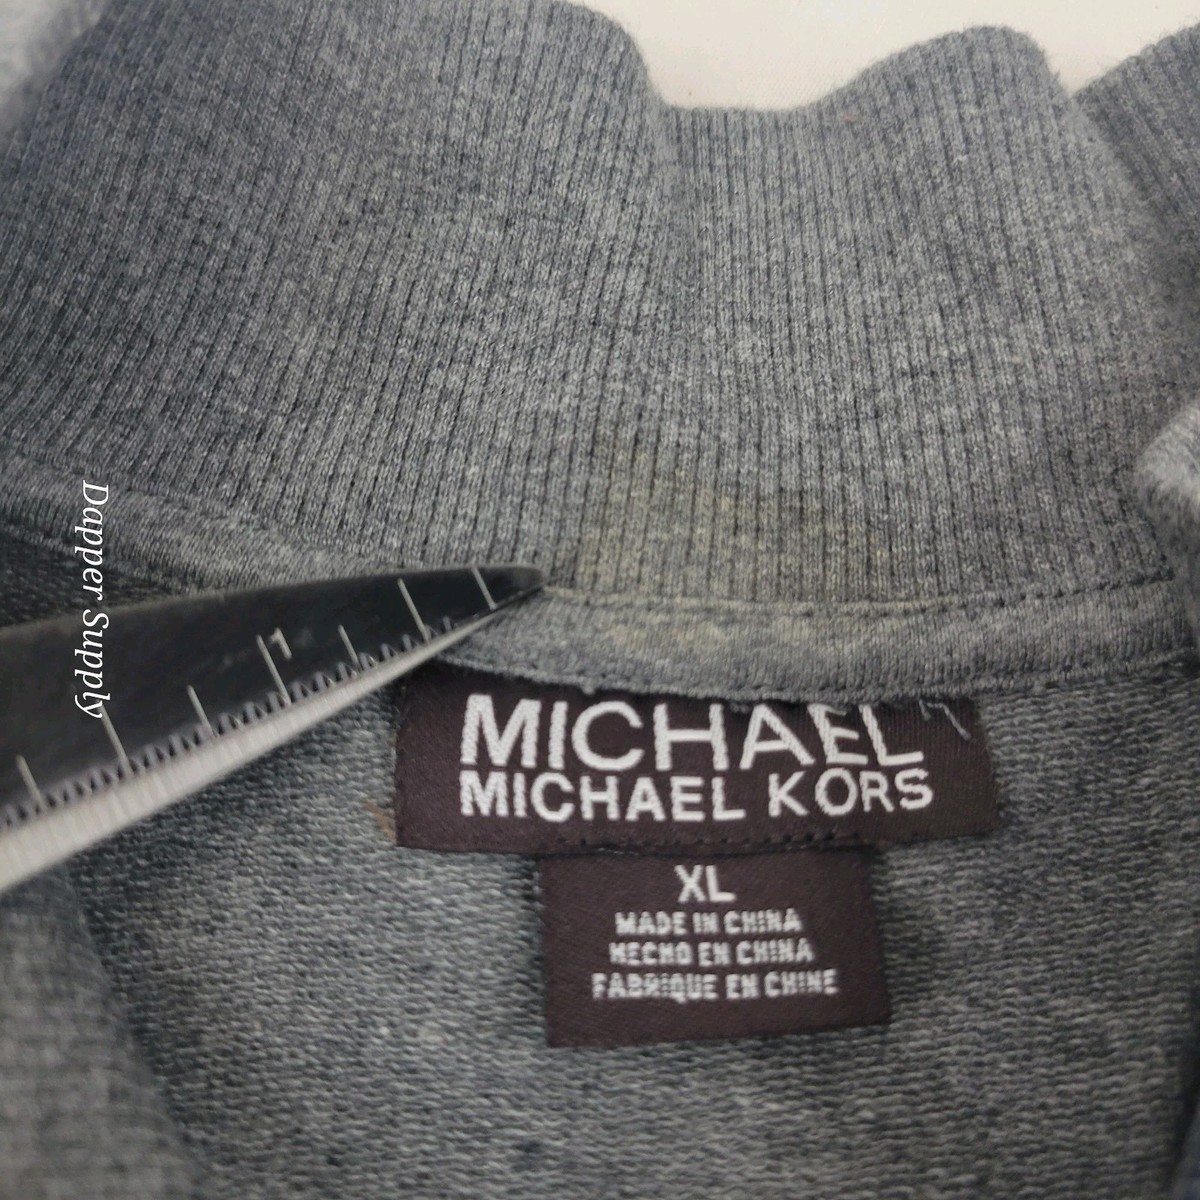 Dapper Supply
1
MICHAEL
MICHAEL KORS
XL
MADE IN CHINA
HECHO EN CHINA
FABRIQUE EN CHINE